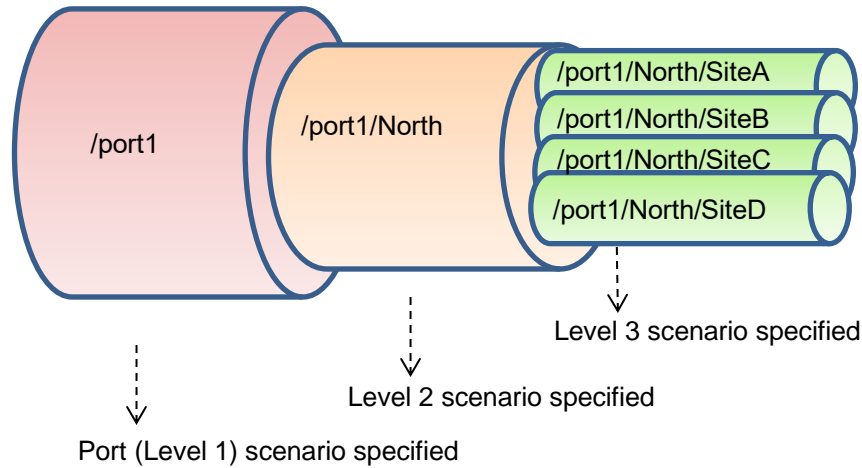 /port1
/port1/North
/port1/North/SiteA
/port1/North/SiteB
/port1/North/SiteC
/port1/North/SiteD
Level 3 scenario specified
Level 2 scenario specified
Port (Level 1) scenario specified